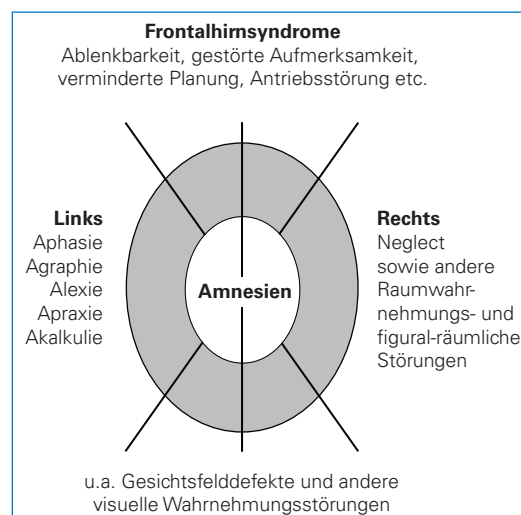 Frontalhirnsyndrome
Ablenkbarkeit, gestörte Aufmerksamkeit,
verminderte Planung, Antriebsstörung etc.
Links
Aphasie
Agraphie
Alexie
Apraxie
Akalkulie
Amnesien
Rechts
Neglect
sowie andere
Raumwahr-
nehmungs- und
figural-räumliche
Störungen
u.a. Gesichtsfelddefekte und andere
visuelle Wahrnehmungsstörungen